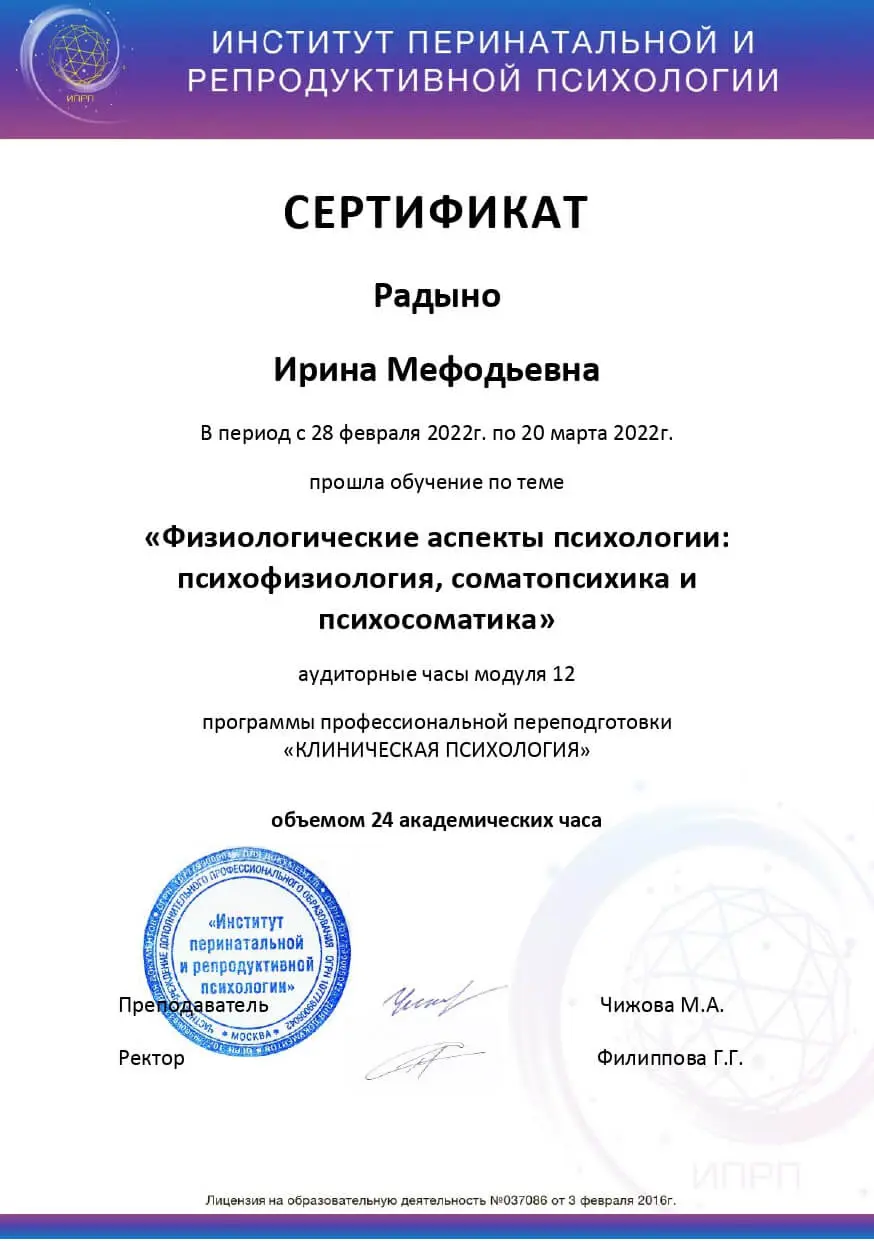 ИНСТИТУТ ПЕРИНАТАЛЬНОЙ И
РЕПРОДУКТИВНОЙ ПСИХОЛОГИИ
ИПРП
СЕРТИФИКАТ
Радыно
Ирина Мефодьевна
В период с 28 февраля 2022г. по 20 марта 2022г.
прошла обучение по теме
«Физиологические аспекты психологии:
психофизиология, соматопсихика и
психосоматика»
аудиторные часы модуля 12
программы профессиональной переподготовки
«КЛИНИЧЕСКАЯ ПСИХОЛОГИЯ»
объемом 24 академических часа
УЧРЕЖДЕНИЕ ДОПОЛНИТЕЛЬНОГО ПРОФЕССИОНАЛЬНОГО ОБРАЗОВАНИЯ
«Институт
перинатальной
и репродуктивной
психологии»
МОСКВА
Преподаватель
Чижова М.А.
Ректор
Филиппова Г.Г.
ИПРП
Лицензия на образовательную деятельность №037086 от 3 февраля 2016г.